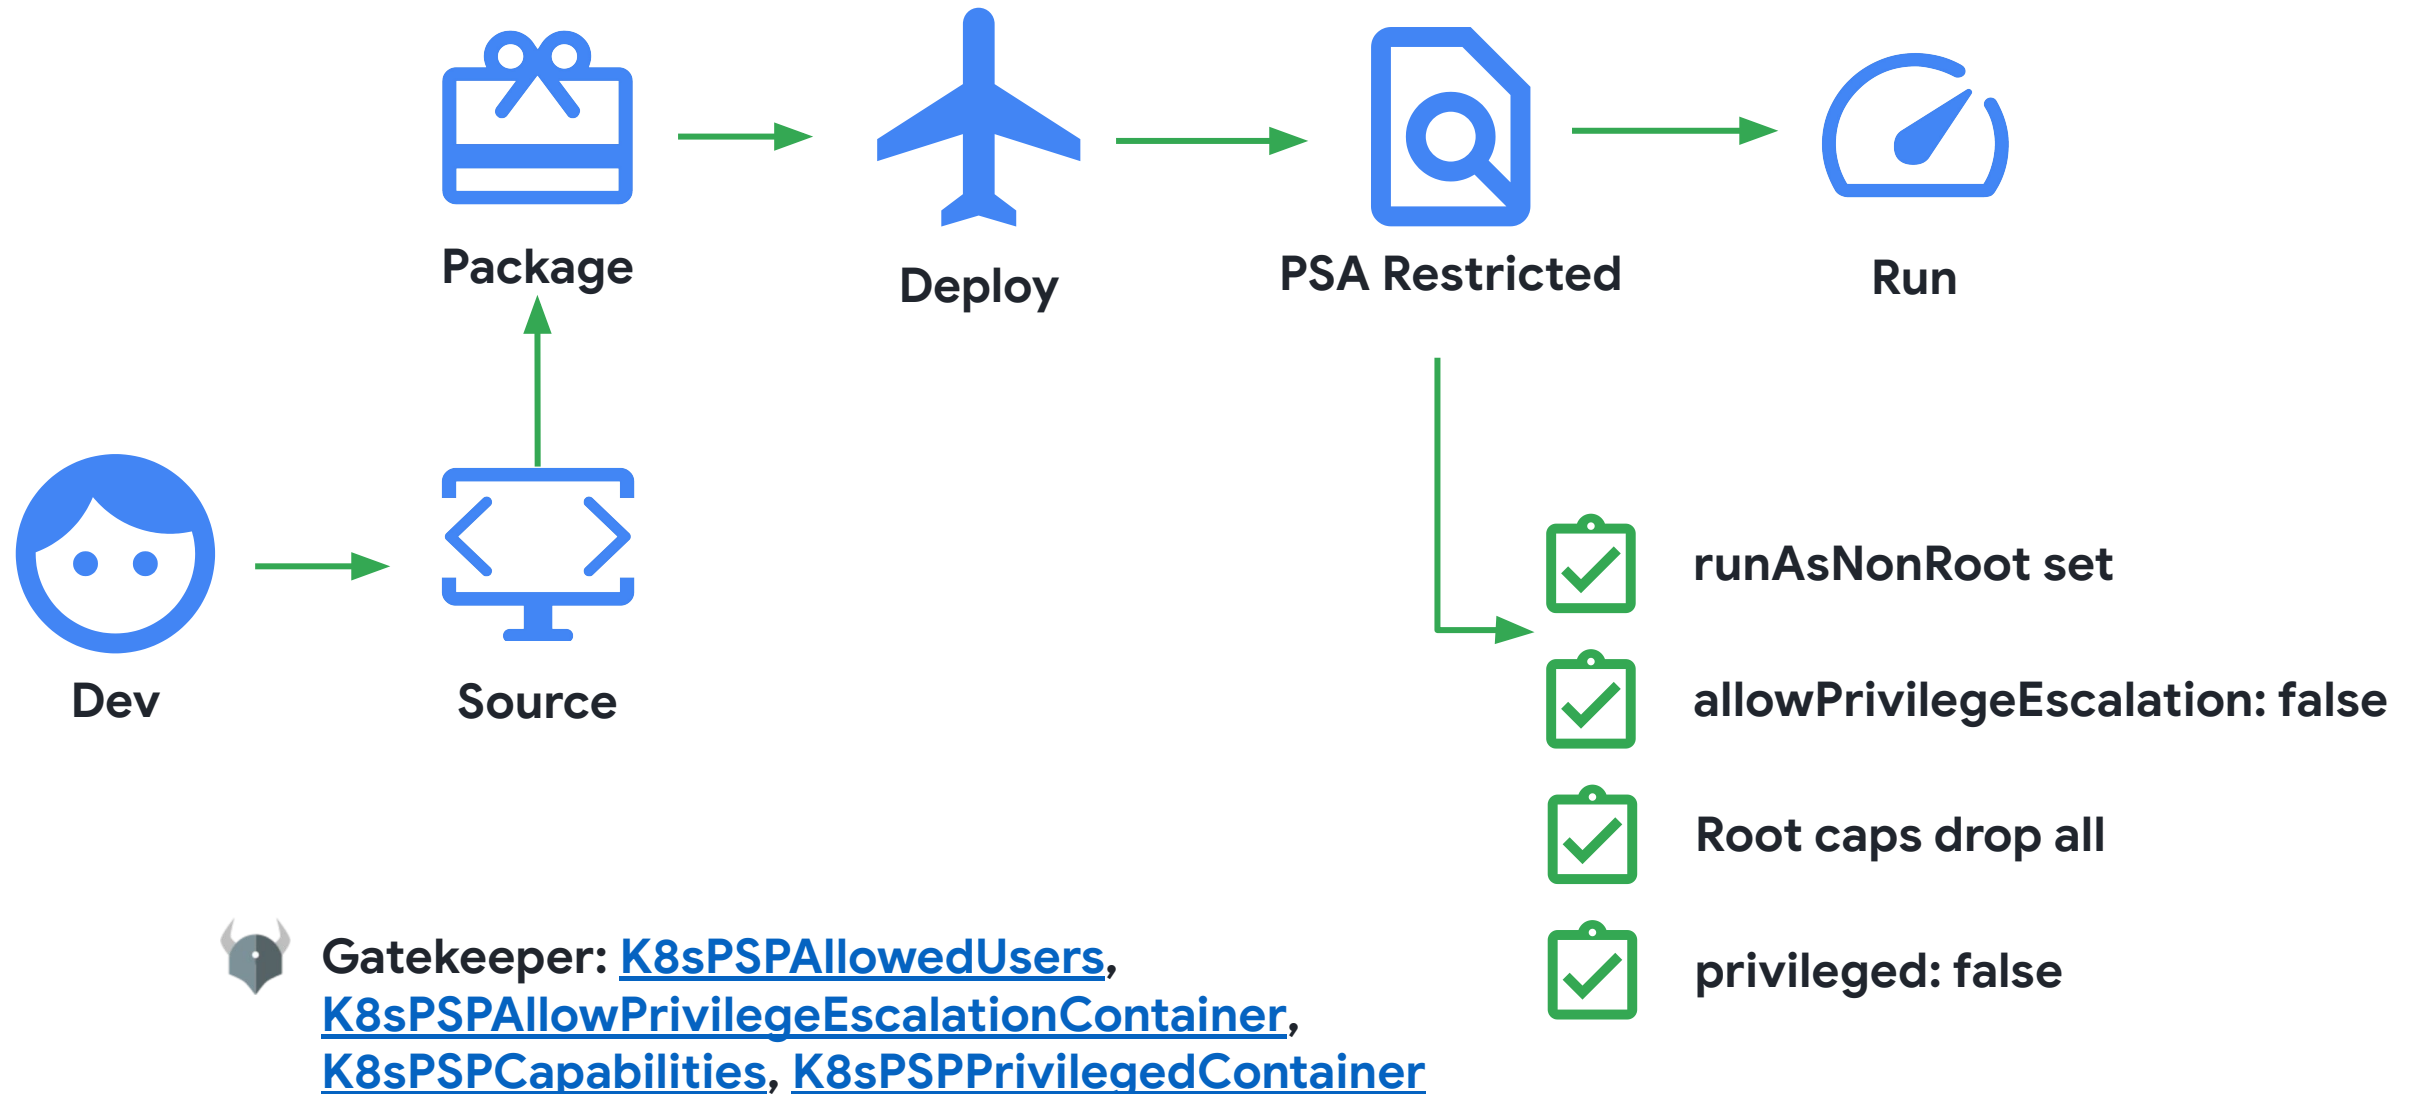 Package
Deploy
PSA Restricted
Run
Dev
Source
runAsNonRoot set
allowPrivilegeEscalation: false
Root caps drop all
privileged: false
Gatekeeper: K8sPSPAllowedUsers,
K8sPSPAllowPrivilegeEscalationContainer,
K8sPSPCapabilities, K8sPSPPrivilegedContainer